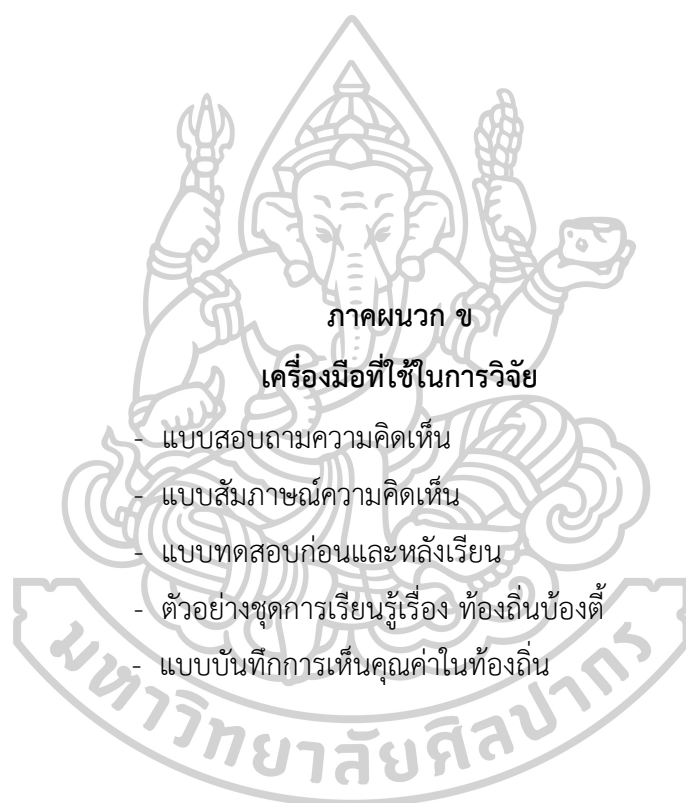 ภาคผนวก ข
เครื่องมือที่ใช้ในการวิจัย
- แบบสอบถามความคิดเห็น
- แบบสัมภาษณ์ความคิดเห็น
- แบบทดสอบก่อนและหลังเรียน
- ตัวอย่างชุดการเรียนรู้เรื่อง ท้องถิ่นบ้องตี้
- แบบบันทึกการเห็นคุณค่าในท้องถิ่น
มหาวิทยาลัยศิลปากร